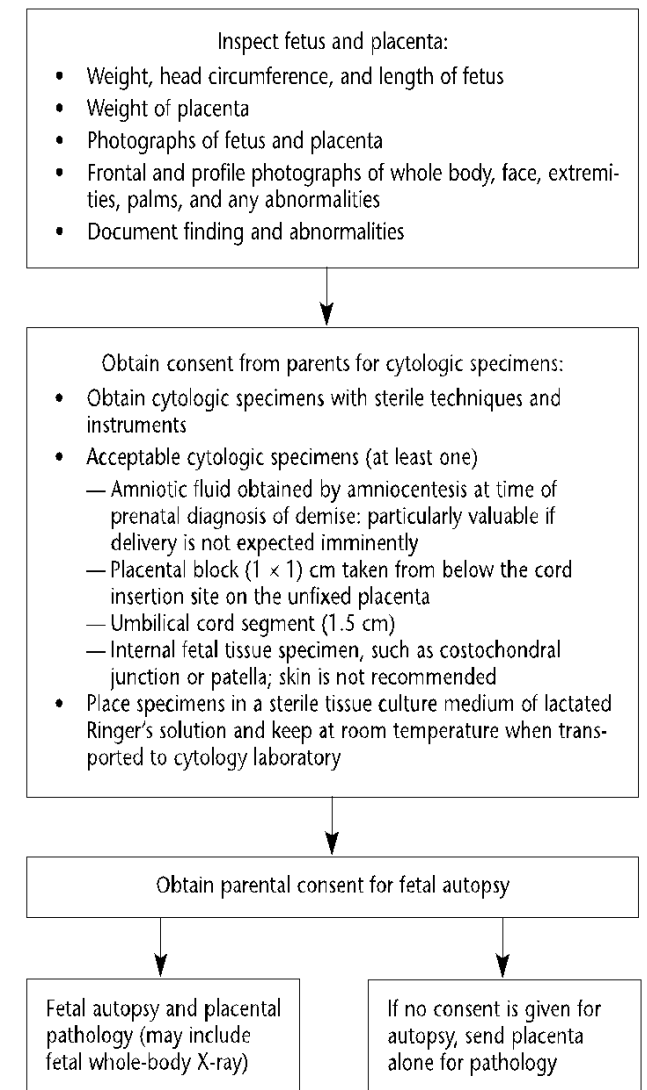 Inspect fetus and placenta:
• Weight, head circumference, and length of fetus
• Weight of placenta
• Photographs of fetus and placenta
• Frontal and profile photographs of whole body, face, extremi-
ties, palms, and any abnormalities
• Document finding and abnormalities
Obtain consent from parents for cytologic specimens:
• Obtain cytologic specimens with sterile techniques and
instruments
• Acceptable cytologic specimens (at least one)
— Amniotic fluid obtained by amniocentesis at time of
prenatal diagnosis of demise: particularly valuable if
delivery is not expected imminently
— Placental block (1 × 1) cm taken from below the cord
insertion site on the unfixed placenta
— Umbilical cord segment (1.5 cm)
— Internal fetal tissue specimen, such as costochondral
junction or patella; skin is not recommended
• Place specimens in a sterile tissue culture medium of lactated
Ringer's solution and keep at room temperature when trans-
ported to cytology laboratory
Obtain parental consent for fetal autopsy
Fetal autopsy and placental
pathology (may include
fetal whole-body X-ray)
If no consent is given for
autopsy, send placenta
alone for pathology